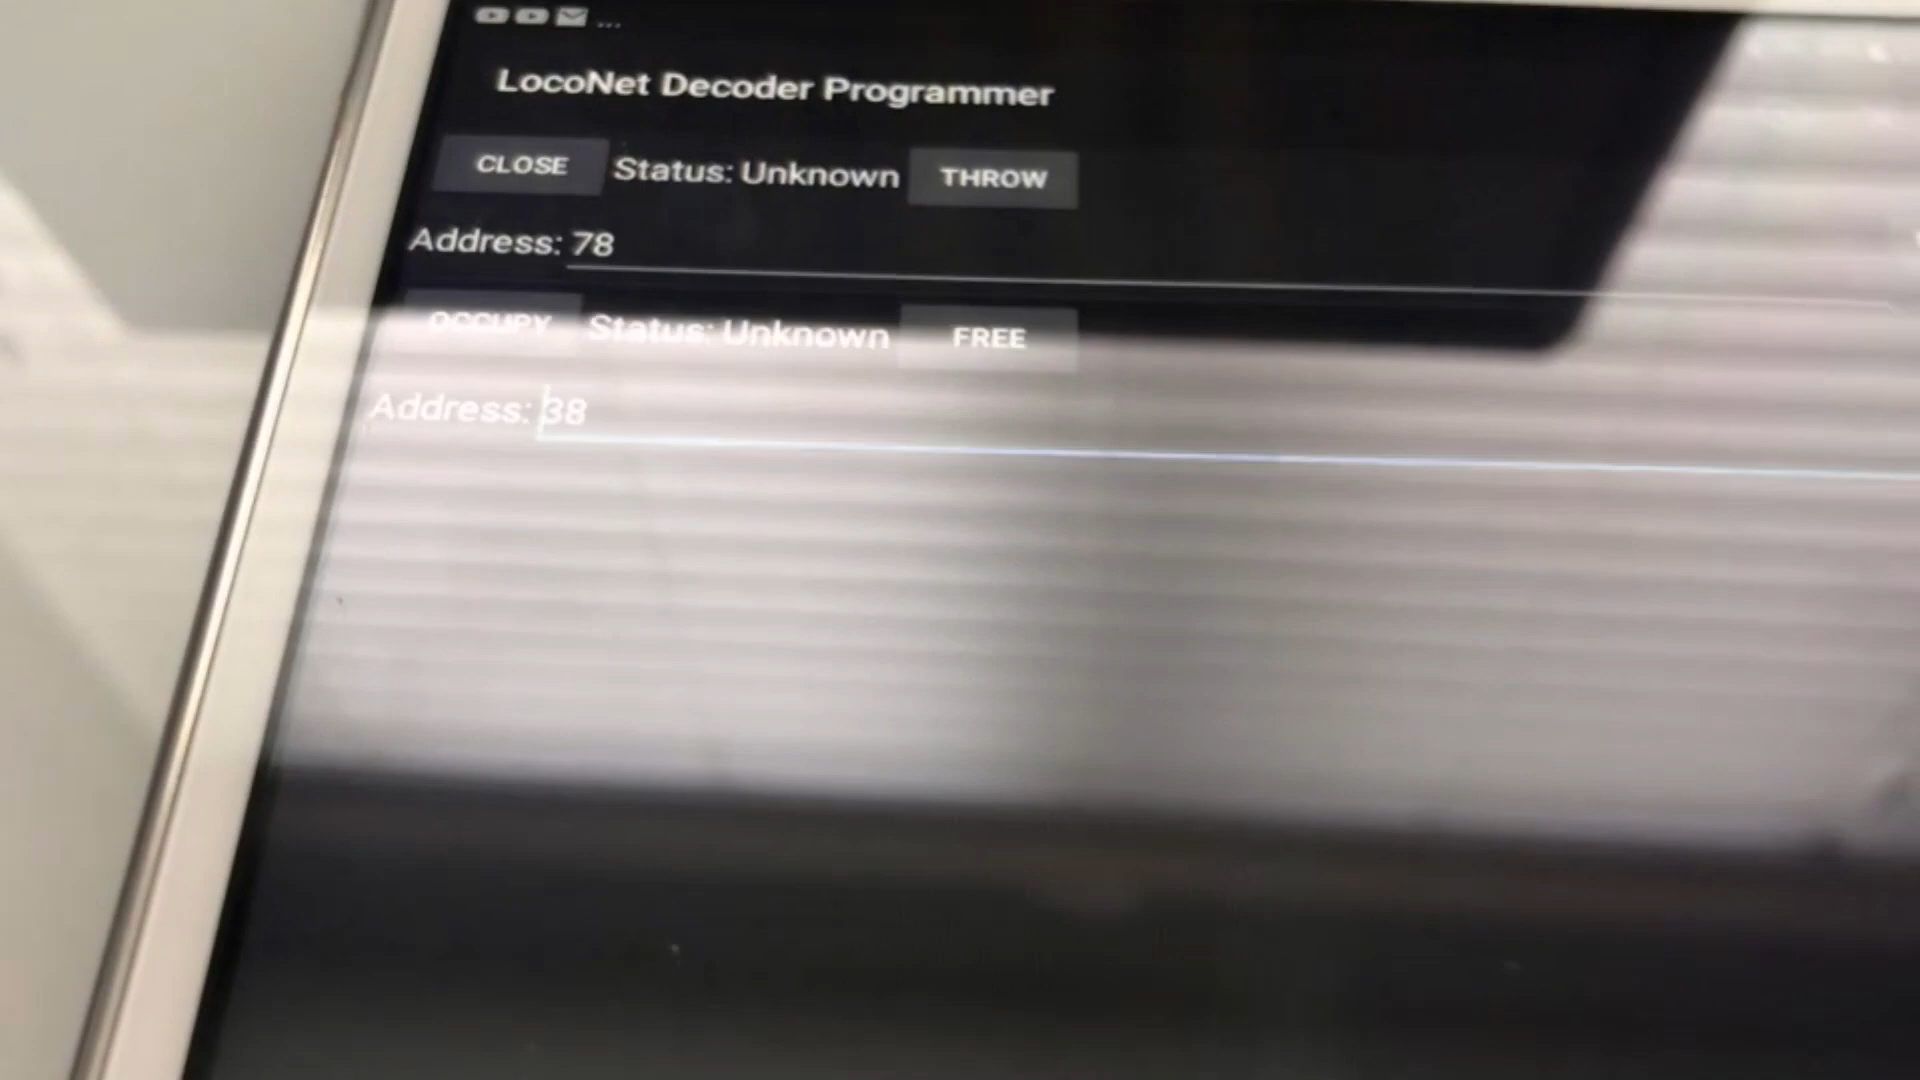 LocoNet Decoder Programmer
CLOSE Status: Unknown THROW
Address: 78
OCCUPY Status: Unknown FREE
Address: 38